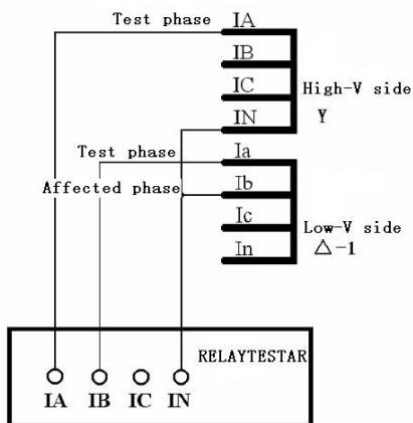 Test phase IA
IB
IC High-V side
IN Y
Test phase Ia
Affected phase Ib
Ic Low-V side
In △-1
RELAYTESTAR
IA IB IC IN